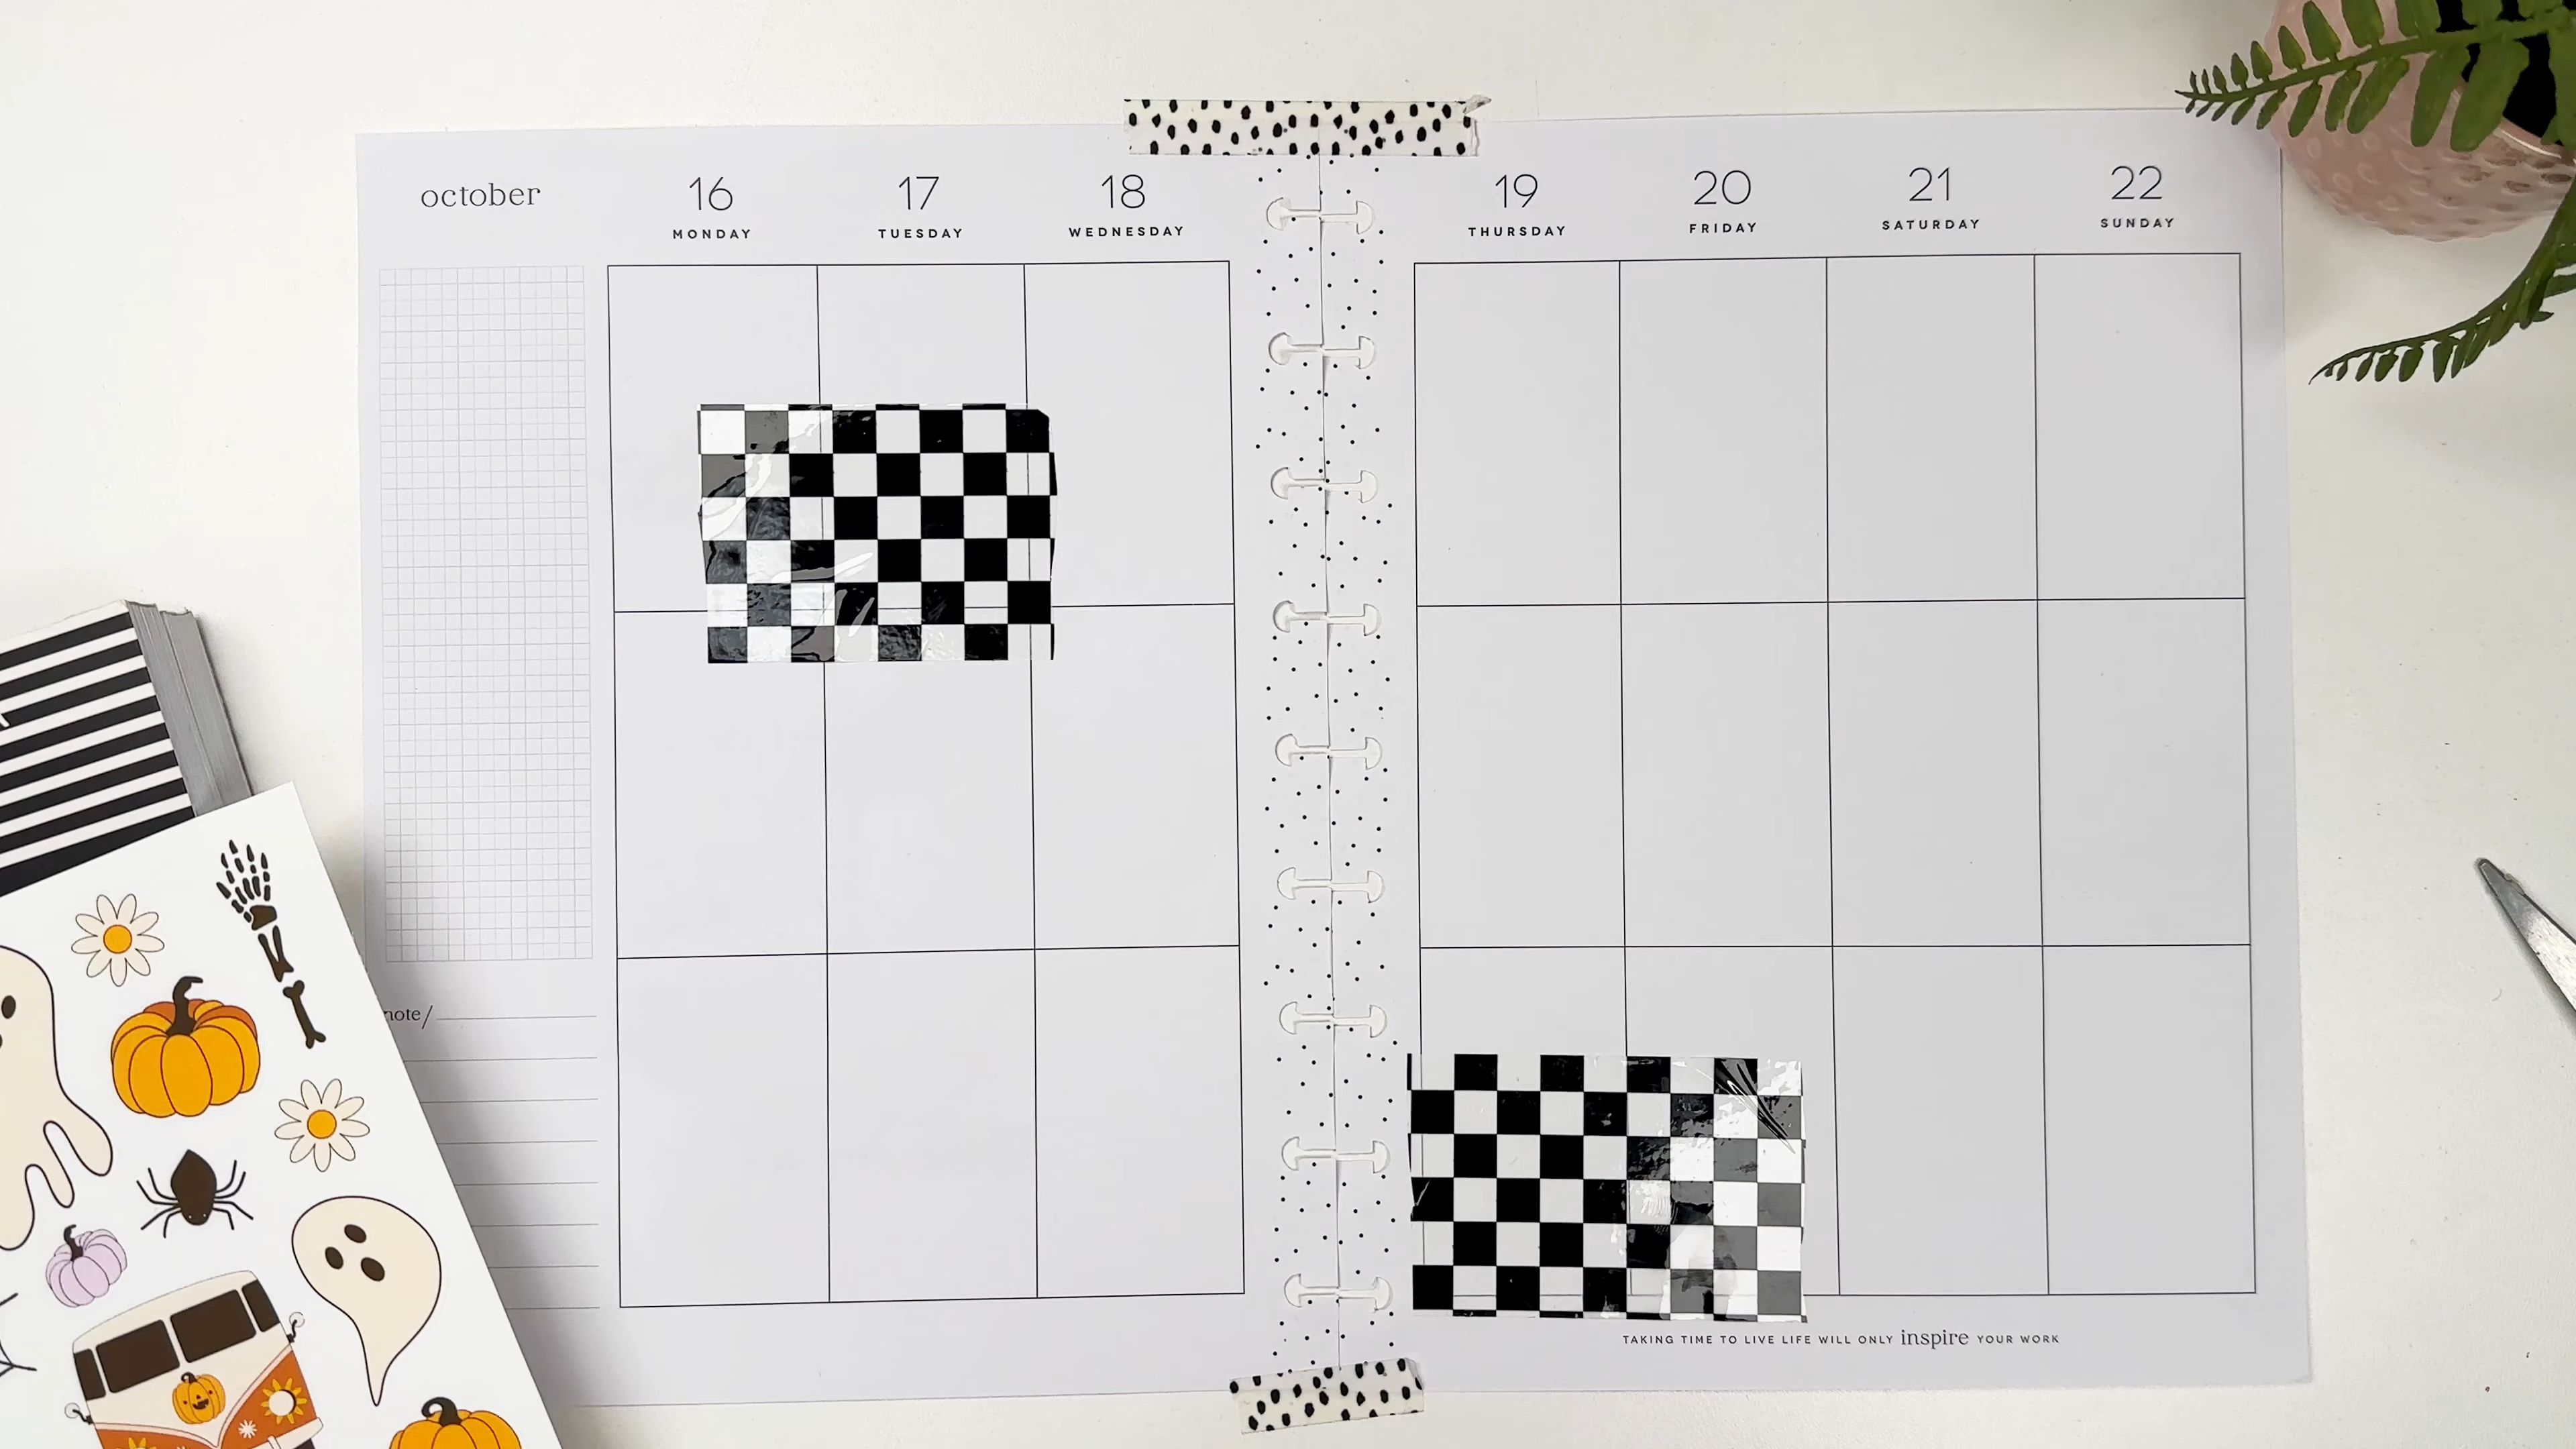 october
16
MONDAY
17
TUESDAY
18
WEDNESDAY
19
THURSDAY
20
FRIDAY
21
SATURDAY
22
SUNDAY
note/
TAKING TIME TO LIVE LIFE WILL ONLY inspire YOUR WORK